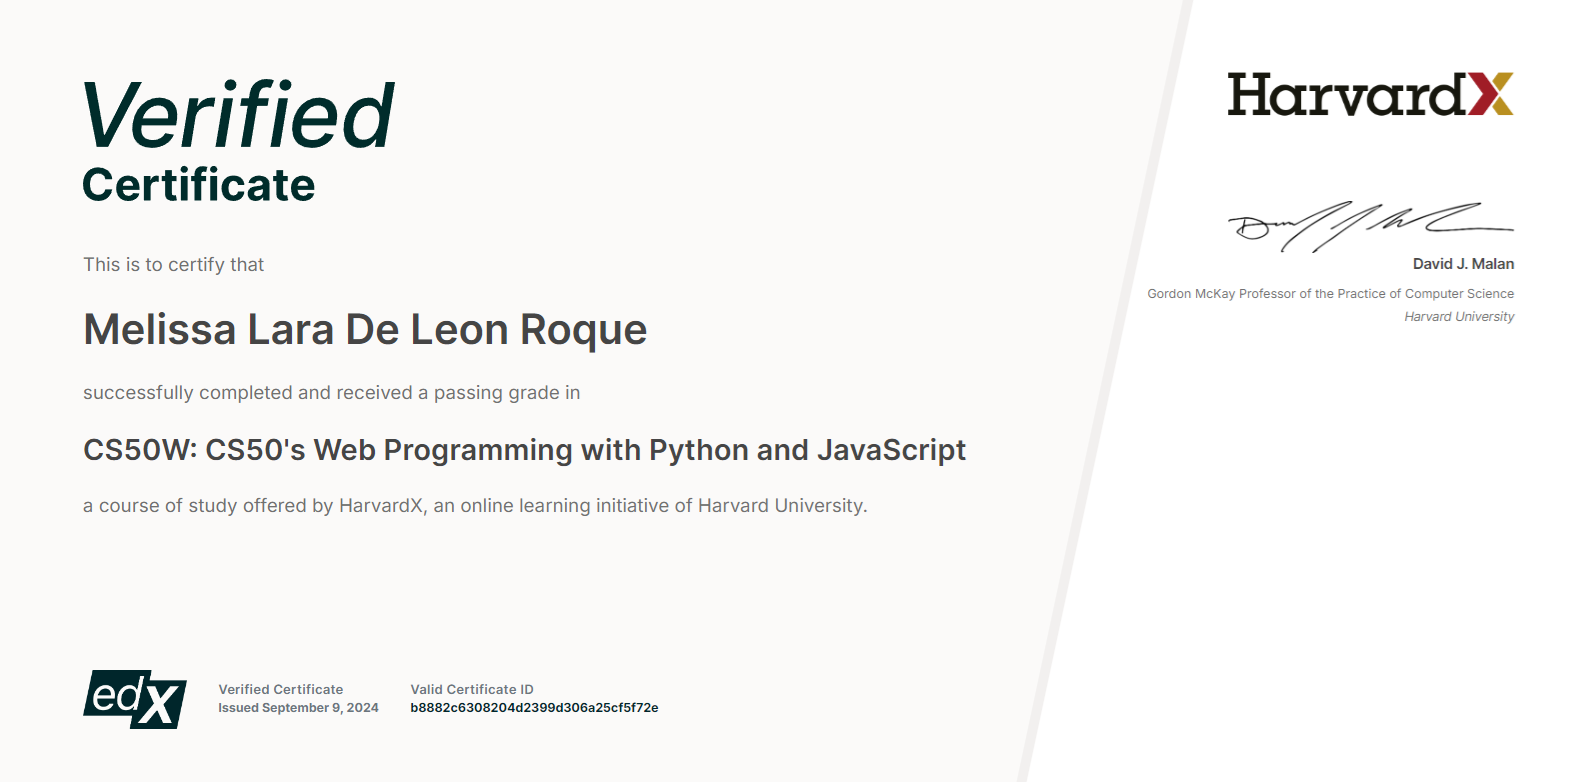 Verified
Certificate
This is to certify that
Melissa Lara De Leon Roque
successfully completed and received a passing grade in
CS50W: CS50's Web Programming with Python and JavaScript
a course of study offered by HarvardX, an online learning initiative of Harvard University.
edX
Verified Certificate
Issued September 9, 2024
Valid Certificate ID
b8882c6308204d2399d306a25cf5f72e
HarvardX
David J. Malan
Gordon McKay Professor of the Practice of Computer Science
Harvard University